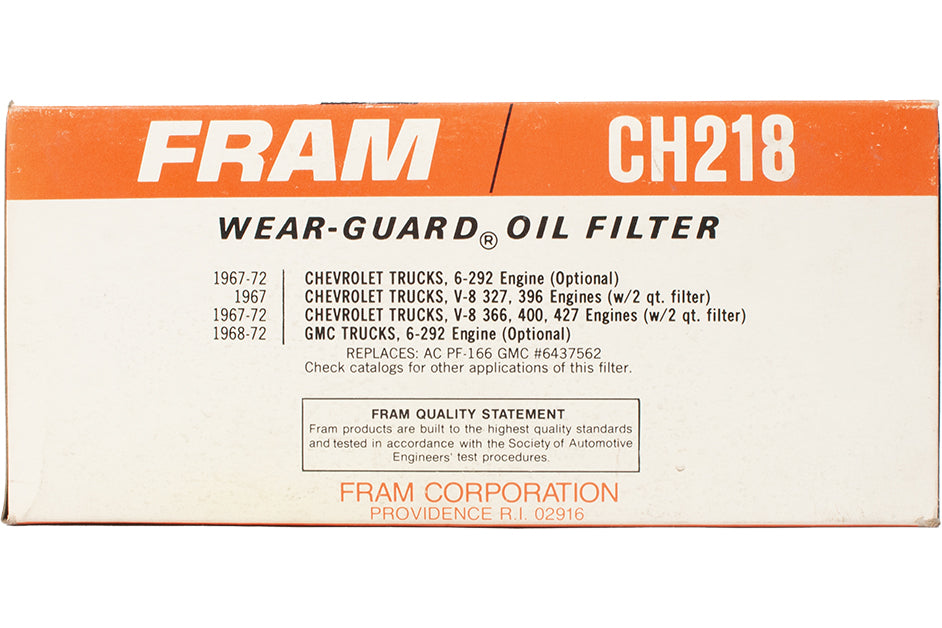 FRAM / CH218
WEAR-GUARD® OIL FILTER
1967-72 CHEVROLET TRUCKS, 6-292 Engine (Optional)
1967 CHEVROLET TRUCKS, V-8 327, 396 Engines (w/2 qt. filter)
1967-72 CHEVROLET TRUCKS, V-8 366, 400, 427 Engines (w/2 qt. filter)
1968-72 GMC TRUCKS, 6-292 Engine (Optional)
REPLACES: AC PF-166 GMC #6437562
Check catalogs for other applications of this filter.
FRAM QUALITY STATEMENT
Fram products are built to the highest quality standards
and tested in accordance with the Society of Automotive
Engineers' test procedures.
FRAM CORPORATION
PROVIDENCE R.I. 02916